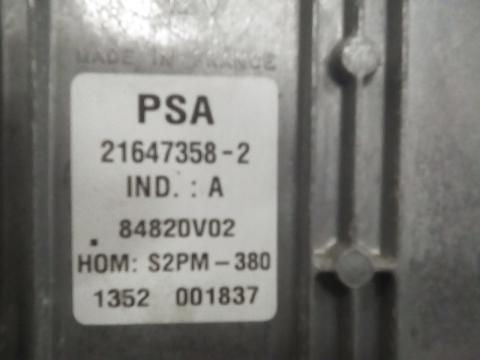 MADE IN FRANCE
PSA
21647358-2
IND. : A
84820V02
HOM: S2PM-380
1352 001837